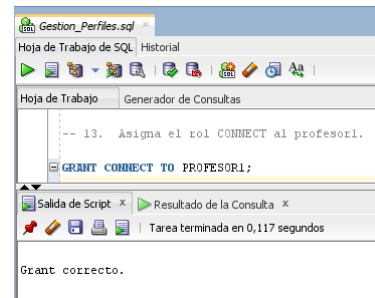 Gestion_Perfiles.sql
Hoja de Trabajo de SQL Historial
Hoja de Trabajo Generador de Consultas
-- 13. Asigna el rol CONNECT al profesor1.
GRANT CONNECT TO PROFESOR1;
Salida de Script x Resultado de la Consulta x
Tarea terminada en 0,117 segundos
Grant correcto.